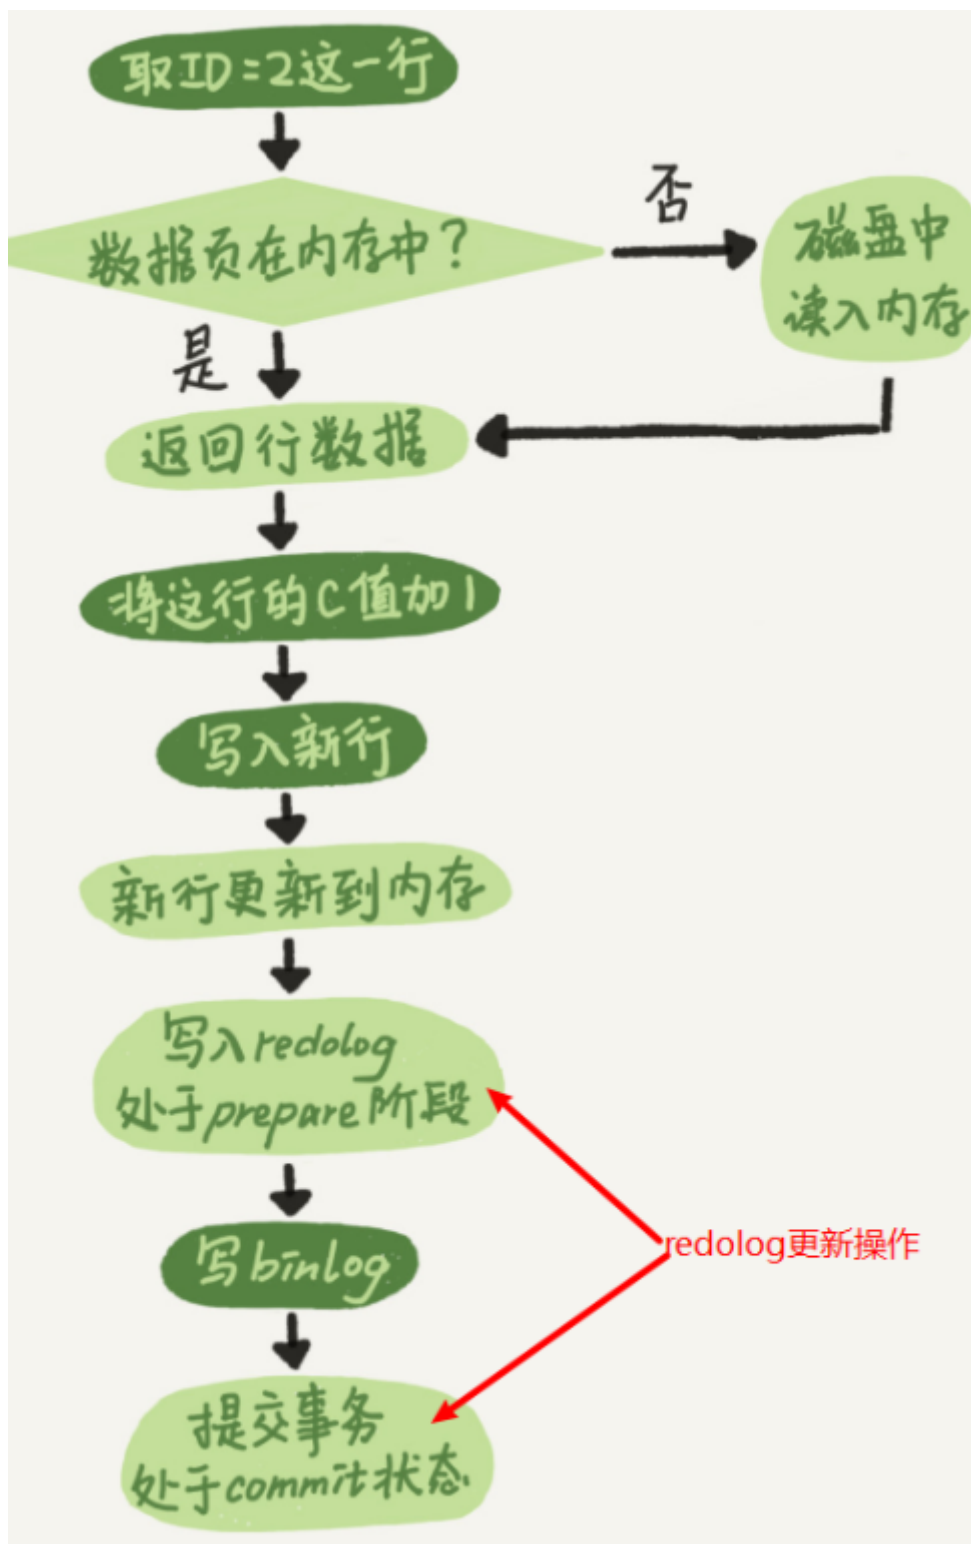 取ID=2这一行
数据页在内存中？
否
磁盘中
读入内存
是
返回行数据
将这行的C值加1
写入新行
新行更新到内存
写入redolog
处于prepare阶段
写binlog
redolog更新操作
提交事务
处于commit状态